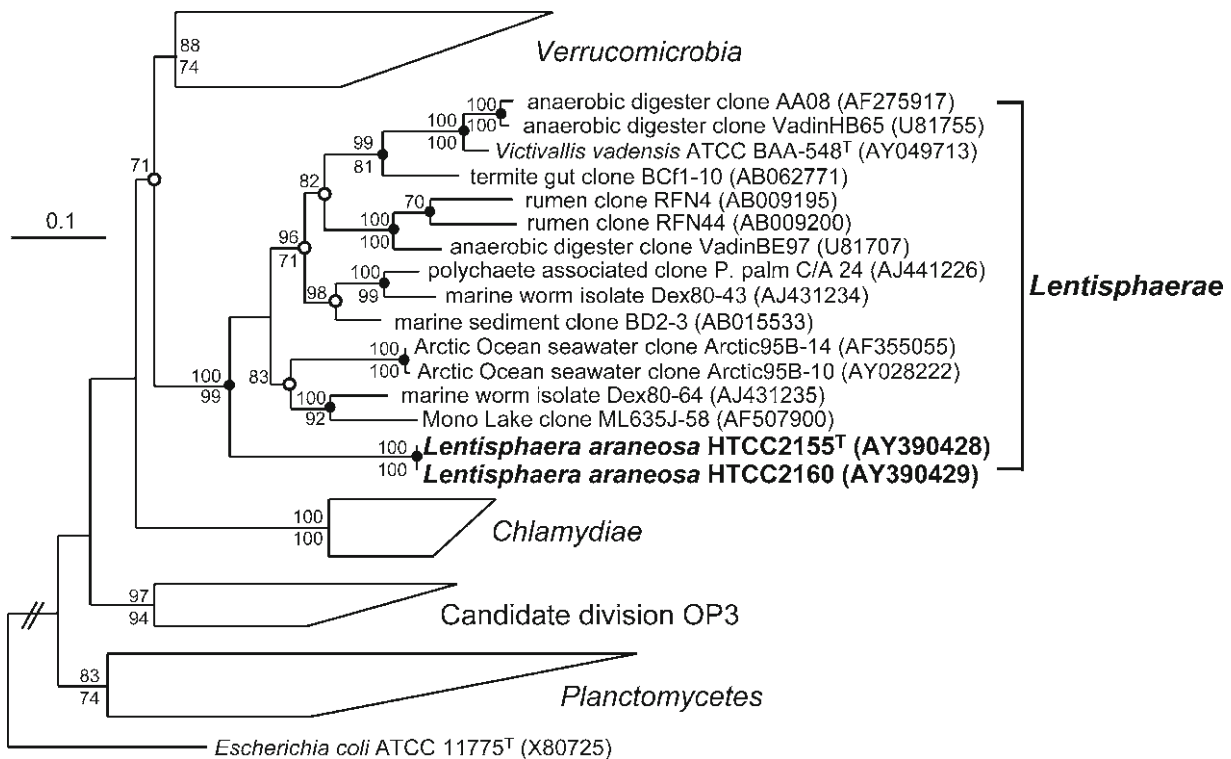 88
74
Verrucomicrobia
100
100
anaerobic digester clone AA08 (AF275917)
anaerobic digester clone VadinHB65 (U81755)
100
100
Victivallis vadensis ATCC BAA-548ᵀ (AY049713)
99
81
termite gut clone BCf1-10 (AB062771)
71
82
70
rumen clone RFN4 (AB009195)
rumen clone RFN44 (AB009200)
0.1
100
100
anaerobic digester clone VadinBE97 (U81707)
96
71
100
99
polychaete associated clone P. palm C/A 24 (AJ441226)
Lentisphaerae
marine worm isolate Dex80-43 (AJ431234)
98
marine sediment clone BD2-3 (AB015533)
100
100
Arctic Ocean seawater clone Arctic95B-14 (AF355055)
Arctic Ocean seawater clone Arctic95B-10 (AY028222)
100
99
83
100
92
marine worm isolate Dex80-64 (AJ431235)
Mono Lake clone ML635J-58 (AF507900)
100
100
Lentisphaera araneosa HTCC2155ᵀ (AY390428)
Lentisphaera araneosa HTCC2160 (AY390429)
100
100
Chlamydiae
97
94
Candidate division OP3
83
74
Planctomycetes
Escherichia coli ATCC 11775ᵀ (X80725)